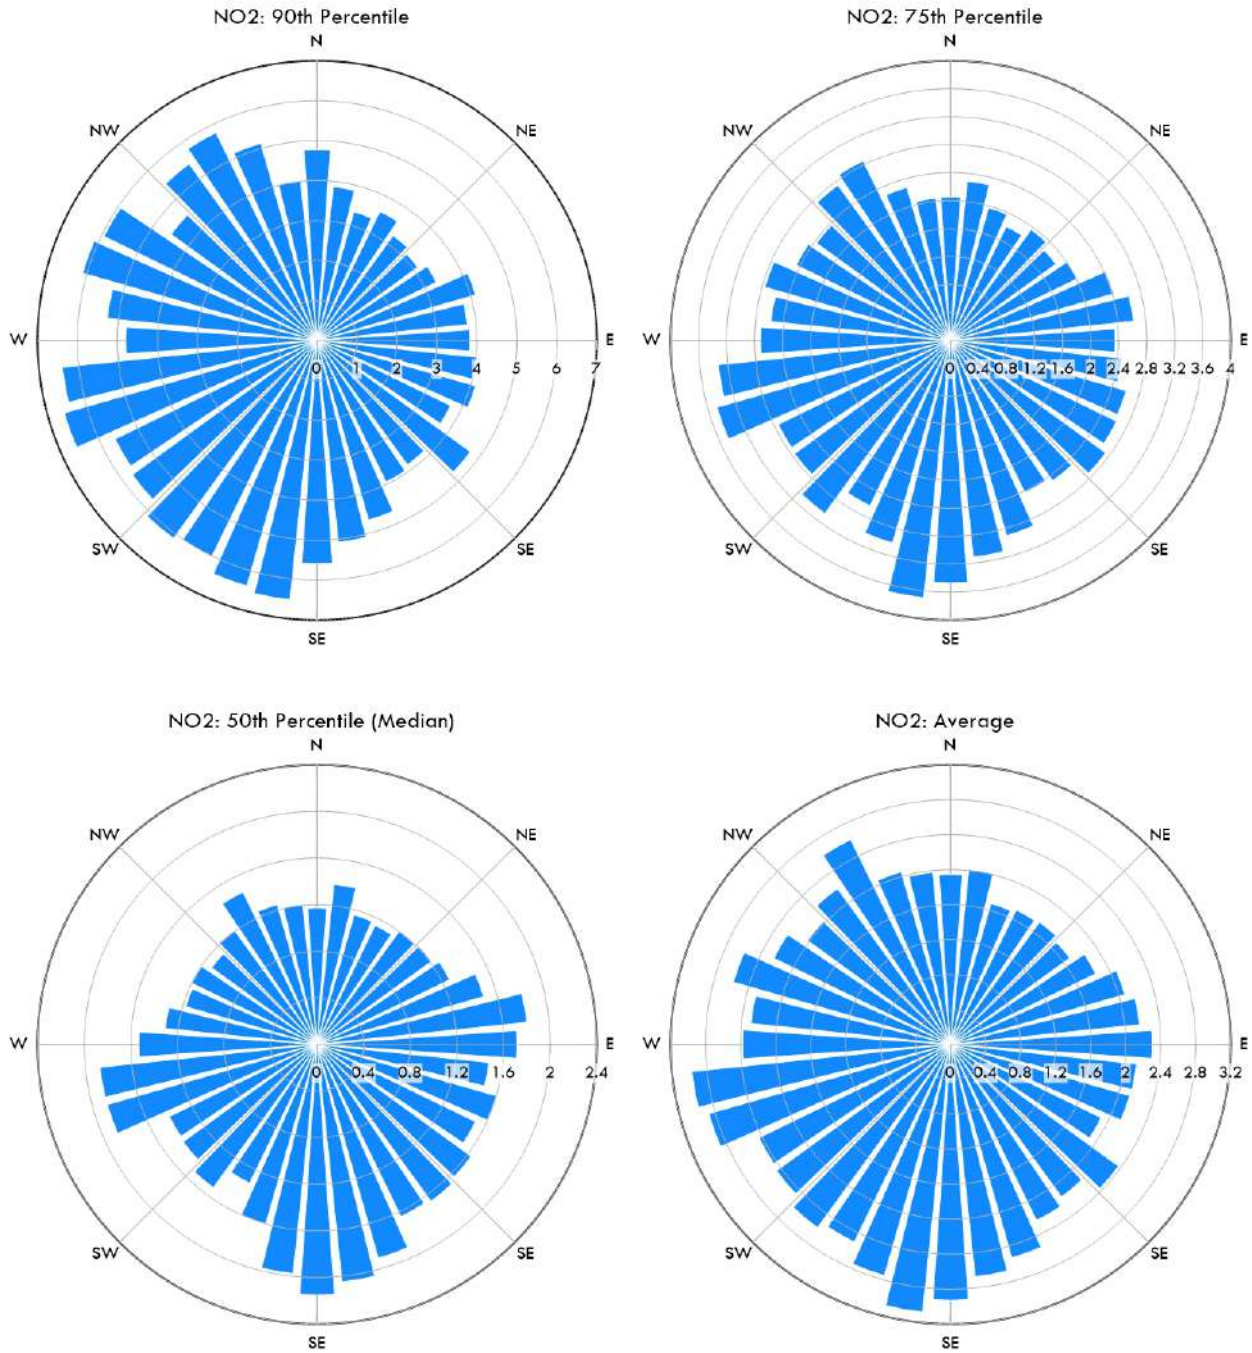 NO2: 90th Percentile
N
NW
NE
W
E
0 1 2 3 4 5 6 7
SW
SE
SE
NO2: 75th Percentile
N
NW
NE
W
E
0 0.4 0.8 1.2 1.6 2 2.4 2.8 3.2 3.6 4
SW
SE
SE
NO2: 50th Percentile (Median)
N
NW
NE
W
E
0 0.4 0.8 1.2 1.6 2 2.4
SW
SE
SE
NO2: Average
N
NW
NE
W
E
0 0.4 0.8 1.2 1.6 2 2.4 2.8 3.2
SW
SE
SE